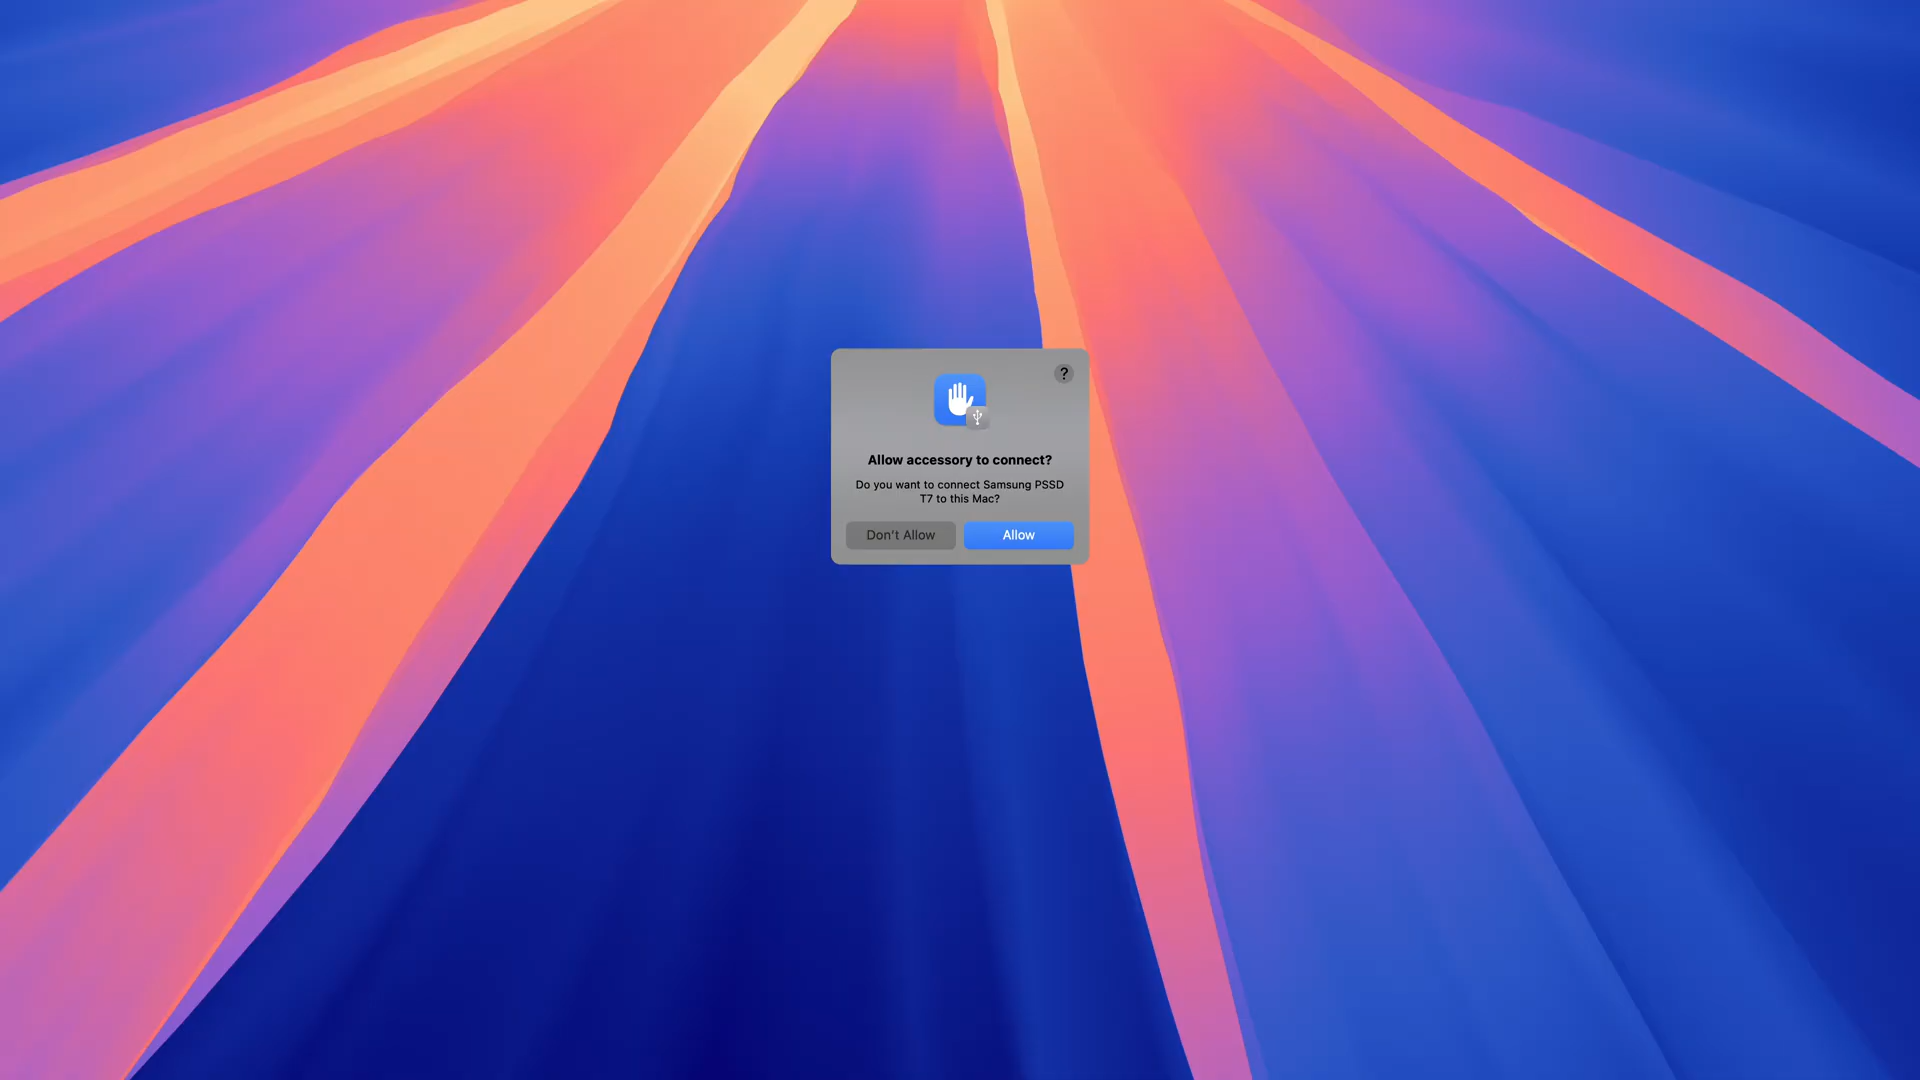 ?
Allow accessory to connect?
Do you want to connect Samsung PSSD
T7 to this Mac?
Don't Allow
Allow